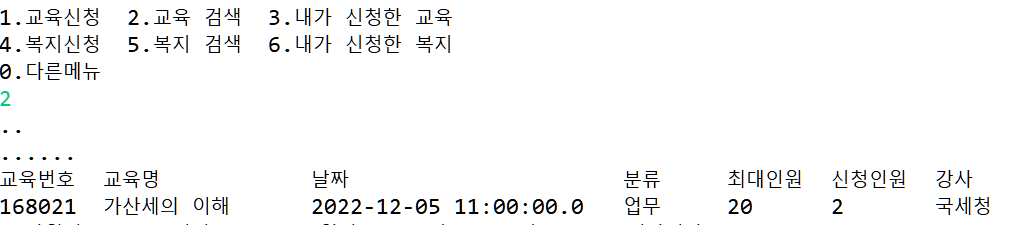 1.교육신청 2.교육 검색 3.내가 신청한 교육
4.복지신청 5.복지 검색 6.내가 신청한 복지
0.다른메뉴
2
..
......
교육번호 교육명 날짜 분류 최대인원 신청인원 강사
168021 가산세의 이해 2022-12-05 11:00:00.0 업무 20 2 국세청